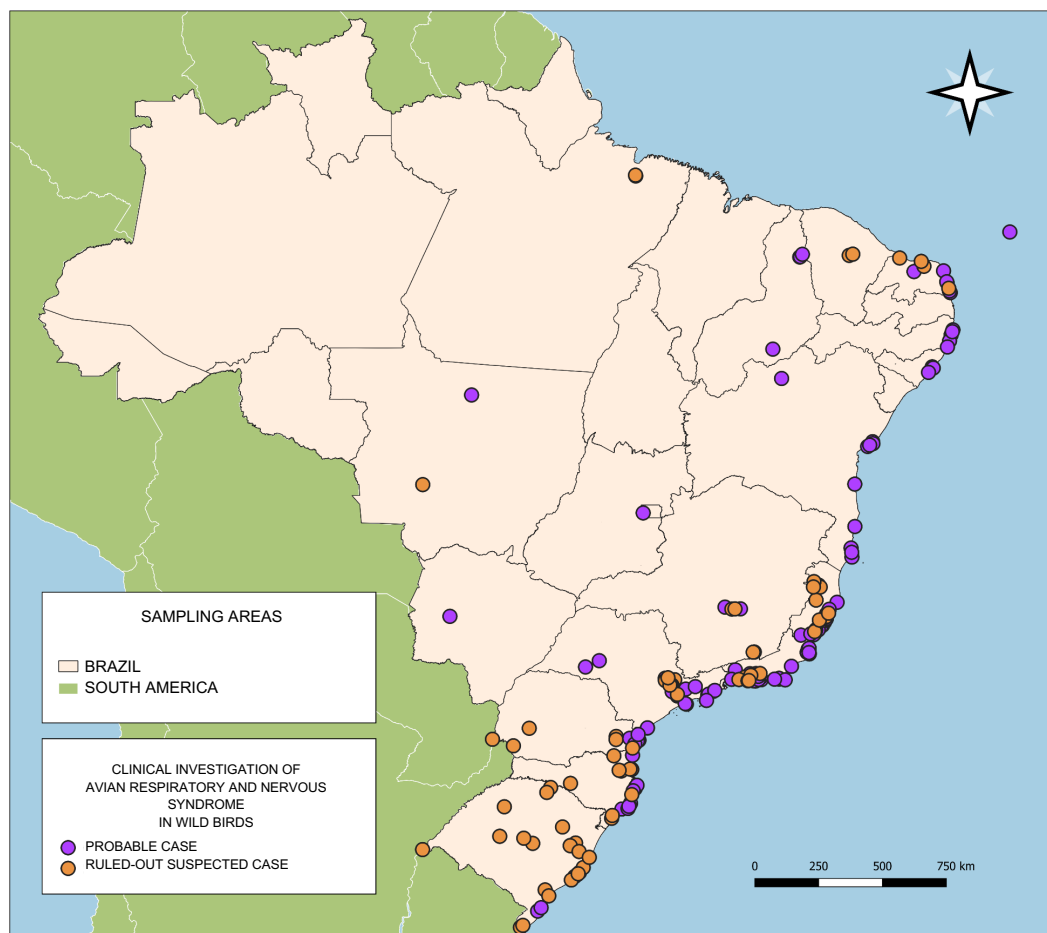 SAMPLING AREAS
BRAZIL
SOUTH AMERICA
CLINICAL INVESTIGATION OF
AVIAN RESPIRATORY AND NERVOUS
SYNDROME
IN WILD BIRDS
PROBABLE CASE
RULED-OUT SUSPECTED CASE
0 250 500 750 km